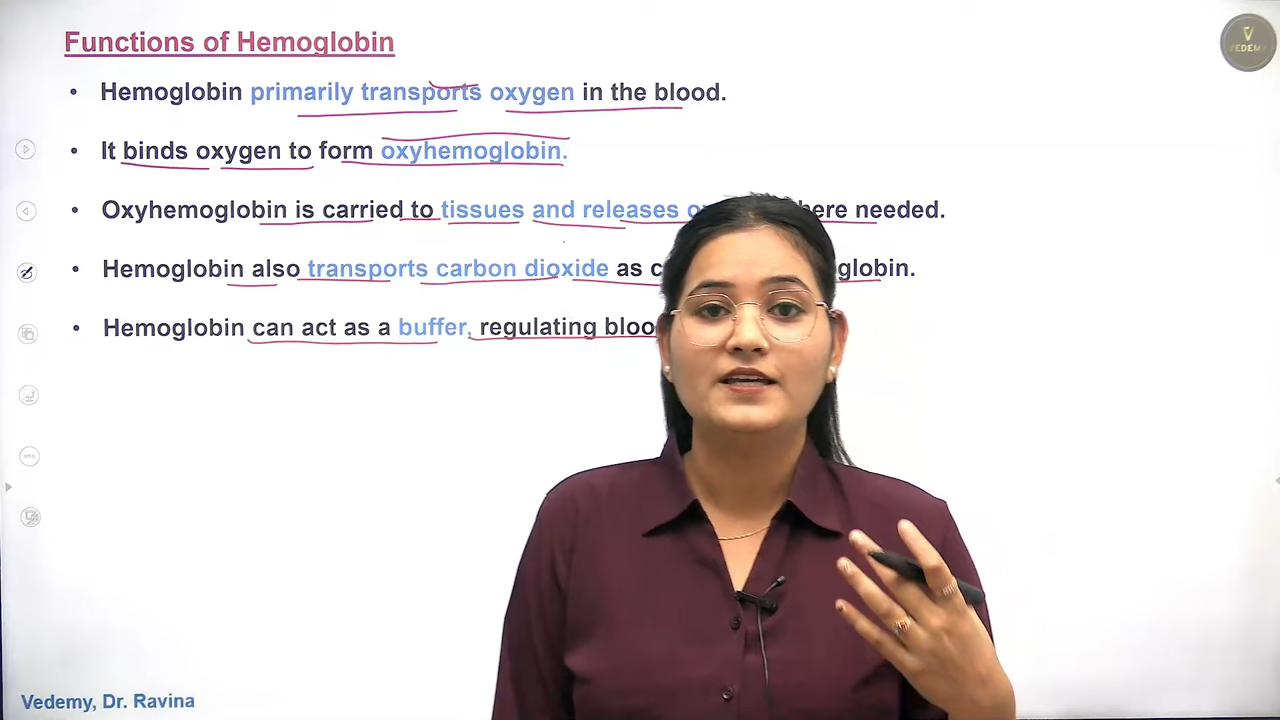 Functions of Hemoglobin
VEDEMY
• Hemoglobin primarily transports oxygen in the blood.
• It binds oxygen to form oxyhemoglobin.
• Oxyhemoglobin is carried to tissues and releases needed.
• Hemoglobin also transports carbon dioxide as
• Hemoglobin can act as a buffer, regulating
Vedemy, Dr. Ravina